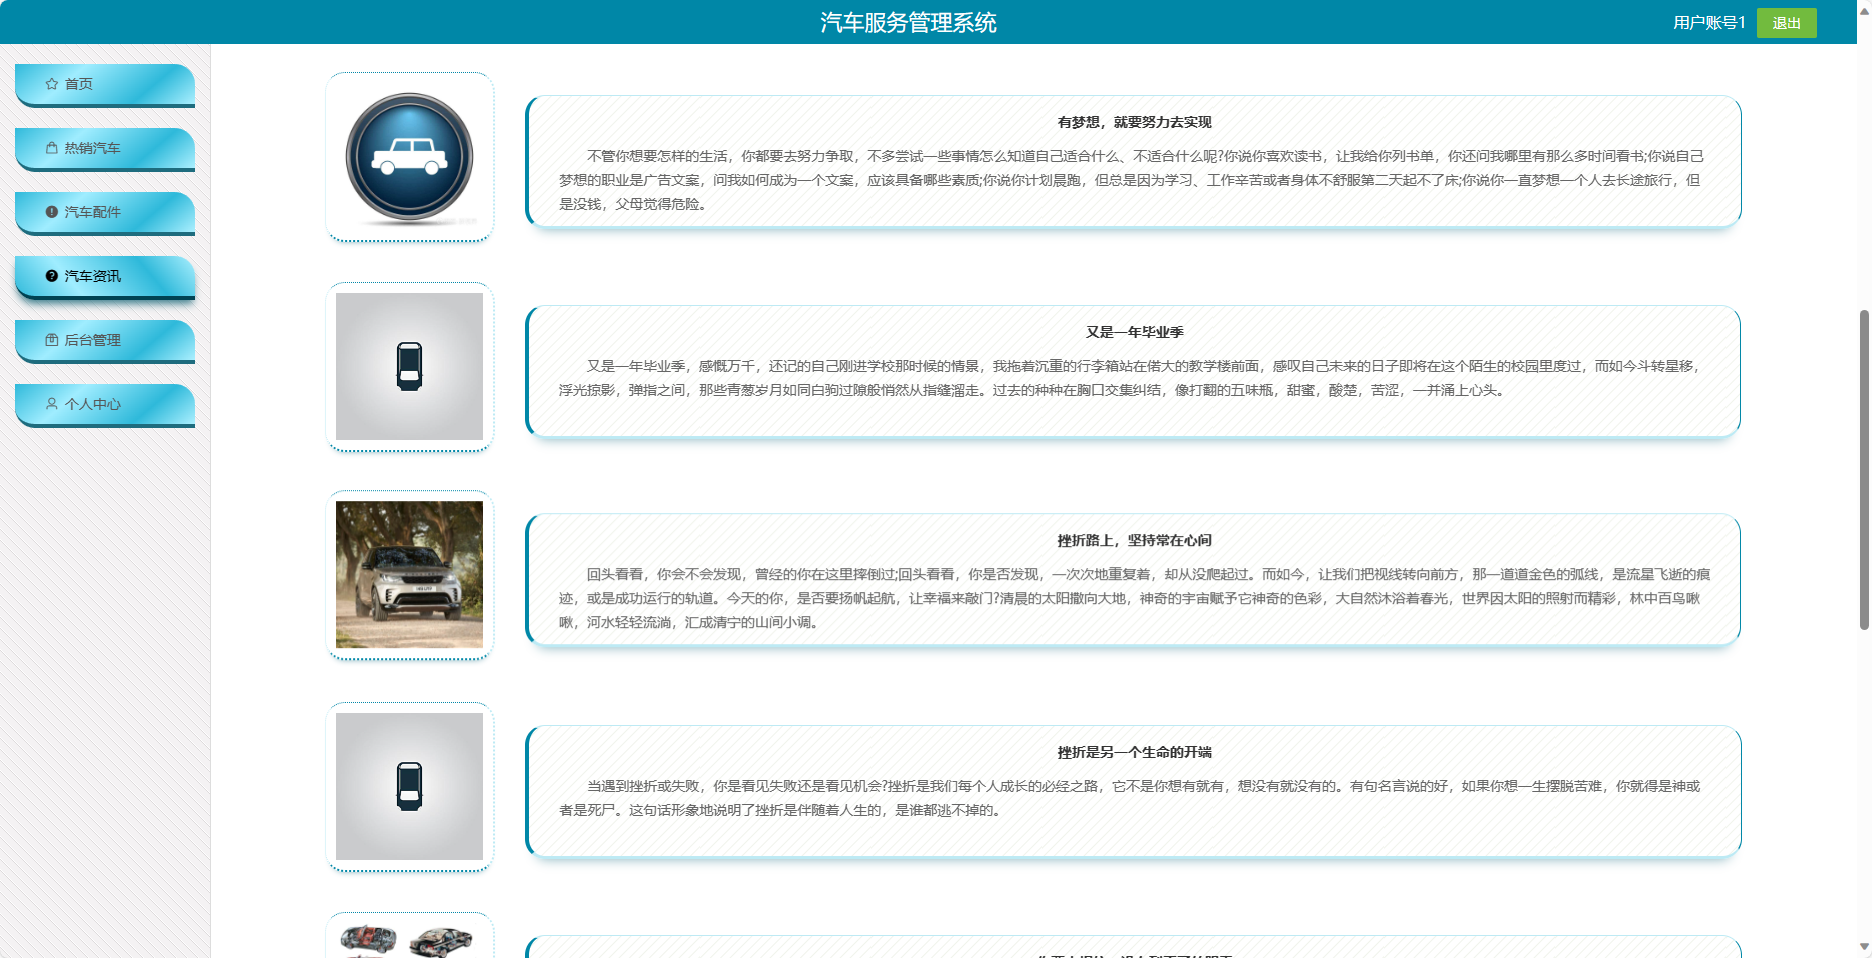 汽车服务管理系统
用户账号1
退出
首页
热销汽车
汽车配件
汽车资讯
后台管理
个人中心
有梦想，就要努力去实现
不管你想要怎样的生活，你都要去努力争取，不多尝试一些事情怎么知道自己适合什么、不适合什么呢?你说你喜欢读书，让我给你列书单，你还问我哪里有那么多时间看书;你说自己
梦想的职业是广告文案，问我如何成为一个文案，应该具备哪些素质;你说你计划晨跑，但总是因为学习、工作辛苦或者身体不舒服第二天起不了床;你说你一直梦想一个人去长途旅行，但
是没钱，父母觉得危险。
又是一年毕业季
又是一年毕业季，感慨万千，还记的自己刚进学校那时候的情景，我拖着沉重的行李箱站在偌大的教学楼前面，感叹自己未来的日子即将在这个陌生的校园里度过，而如今斗转星移，
浮光掠影，弹指之间，那些青葱岁月如同白驹过隙般悄然从指缝溜走。过去的种种在胸口交集纠结，像打翻的五味瓶，甜蜜，酸楚，苦涩，一并涌上心头。
挫折路上，坚持常在心间
回头看看，你会不会发现，曾经的你在这里摔倒过;回头看看，你是否发现，一次次地重复着，却从没爬起过。而如今，让我们把视线转向前方，那一道道金色的弧线，是流星飞逝的痕
迹，或是成功运行的轨道。今天的你，是否要扬帆起航，让幸福来敲门?清晨的太阳撒向大地，神奇的宇宙赋予它神奇的色彩，大自然沐浴着春光，世界因太阳的照射而精彩，林中百鸟啾
啾，河水轻轻流淌，汇成清宁的山间小调。
挫折是另一个生命的开端
当遇到挫折或失败，你是看见失败还是看见机会?挫折是我们每个人成长的必经之路，它不是你想有就有，想没有就没有的。有句名言说的好，如果你想一生摆脱苦难，你就得是神或
者是死尸。这句话形象地说明了挫折是伴随着人生的，是谁都逃不掉的。